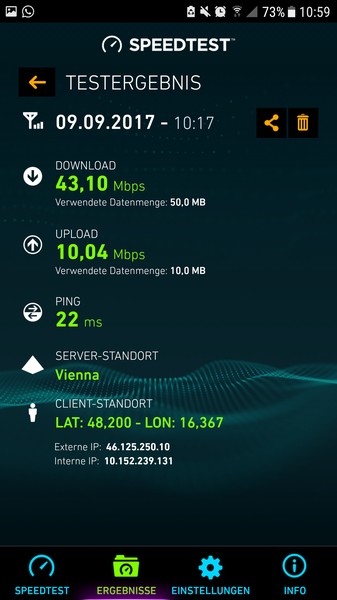 73% 10:59
SPEEDTEST™
TESTERGEBNIS
09.09.2017 - 10:17
DOWNLOAD
43,10 Mbps
Verwendete Datenmenge: 50,0 MB
UPLOAD
10,04 Mbps
Verwendete Datenmenge: 10,0 MB
PING
22 ms
SERVER-STANDORT
Vienna
CLIENT-STANDORT
LAT: 48,200 - LON: 16,367
Externe IP: 46.125.250.10
Interne IP: 10.152.239.131
SPEEDTEST ERGEBNISSE EINSTELLUNGEN INFO